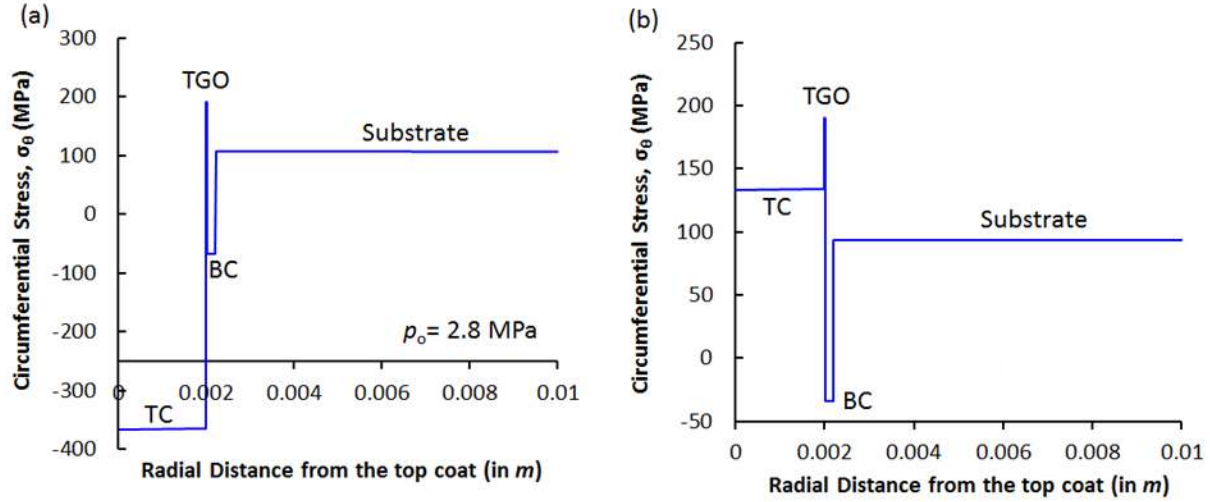 (a)
300
200
100
0
-100
-200
-300
-400
Circumferential Stress, σθ (MPa)
TGO
Substrate
BC
TC
pₒ= 2.8 MPa
0 0.002 0.004 0.006 0.008 0.01
Radial Distance from the top coat (in m)
(b)
250
200
150
100
50
0
-50
Circumferential Stress, σθ (MPa)
TGO
TC
Substrate
BC
0 0.002 0.004 0.006 0.008 0.01
Radial Distance from the top coat (in m)